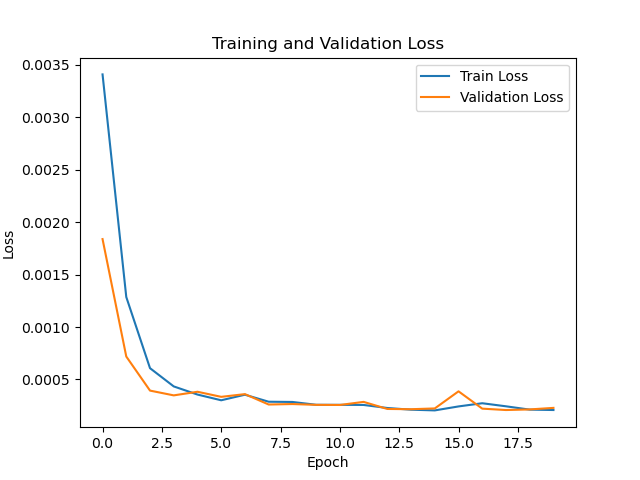 Training and Validation Loss
Train Loss
Validation Loss
Loss
0.0035
0.0030
0.0025
0.0020
0.0015
0.0010
0.0005
0.0 2.5 5.0 7.5 10.0 12.5 15.0 17.5
Epoch